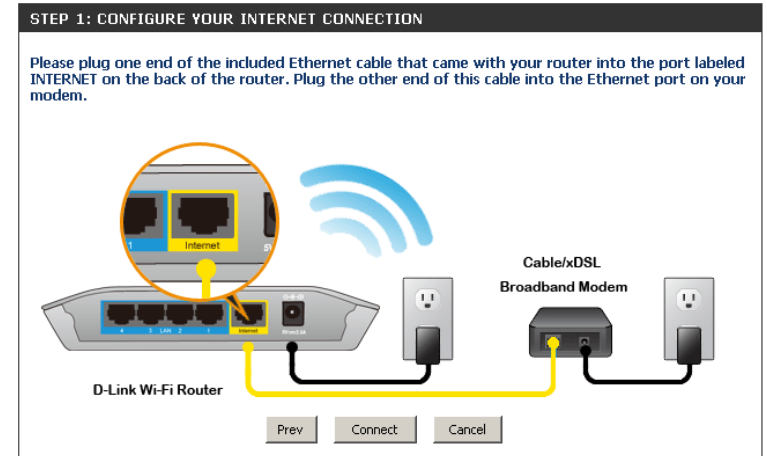 STEP 1: CONFIGURE YOUR INTERNET CONNECTION
Please plug one end of the included Ethernet cable that came with your router into the port labeled
INTERNET on the back of the router. Plug the other end of this cable into the Ethernet port on your
modem.
1
Internet
Cable/xDSL
Broadband Modem
4 3 LAN 2 1
Internet
D-Link Wi-Fi Router
Prev
Connect
Cancel